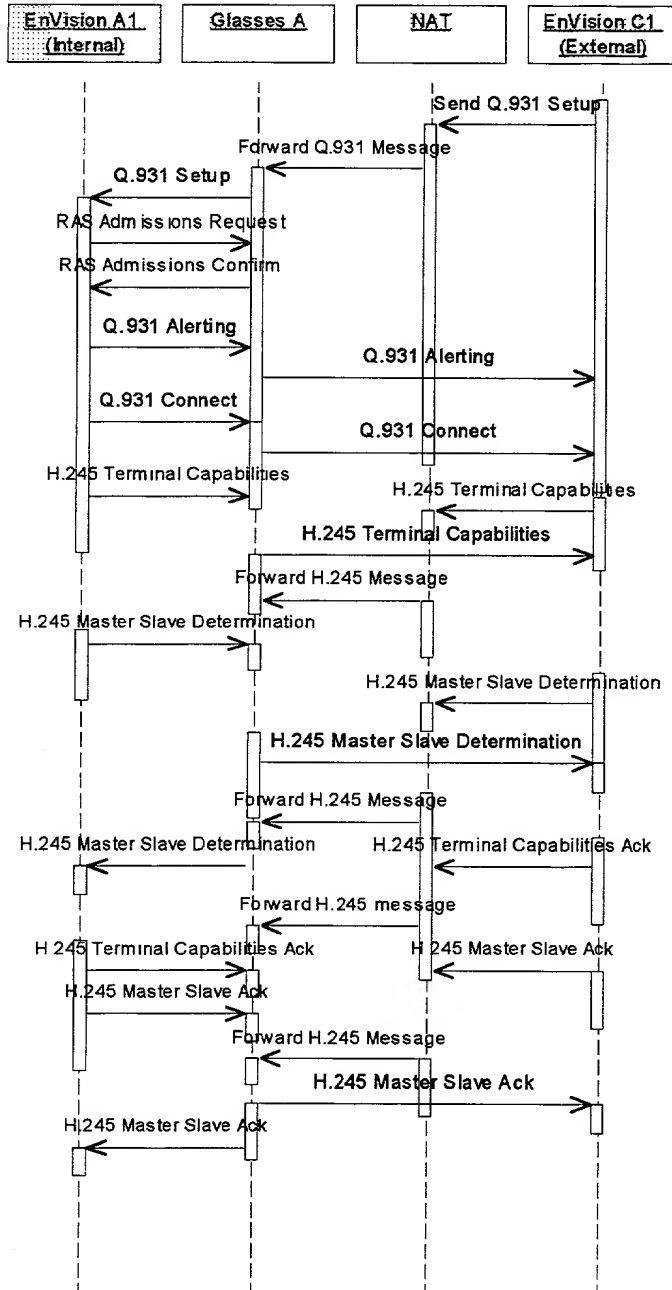 EnVision A1
(Internal)
Glasses A
NAT
EnVision C1
(External)
Send Q.931 Setup
Forward Q.931 Message
Q.931 Setup
RAS Admissions Request
RAS Admissions Confirm
Q.931 Alerting
Q.931 Alerting
Q.931 Connect
Q.931 Connect
H.245 Terminal Capabilities
H.245 Terminal Capabilities
H.245 Terminal Capabilities
Forward H.245 Message
H.245 Master Slave Determination
H.245 Master Slave Determination
H.245 Master Slave Determination
Forward H.245 Message
H.245 Master Slave Determination
H.245 Terminal Capabilities Ack
Forward H.245 message
H 245 Terminal Capabilities Ack
H 245 Master Slave Ack
H.245 Master Slave Ack
Forward H.245 Message
H.245 Master Slave Ack
H.245 Master Slave Ack